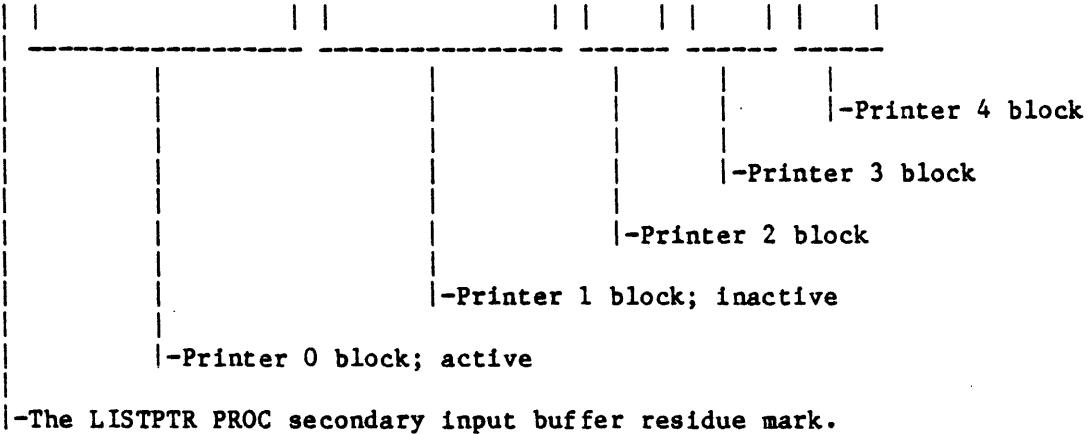 |-Printer 4 block
|-Printer 3 block
|-Printer 2 block
|-Printer 1 block; inactive
|-Printer 0 block; active
|-The LISTPTR PROC secondary input buffer residue mark.